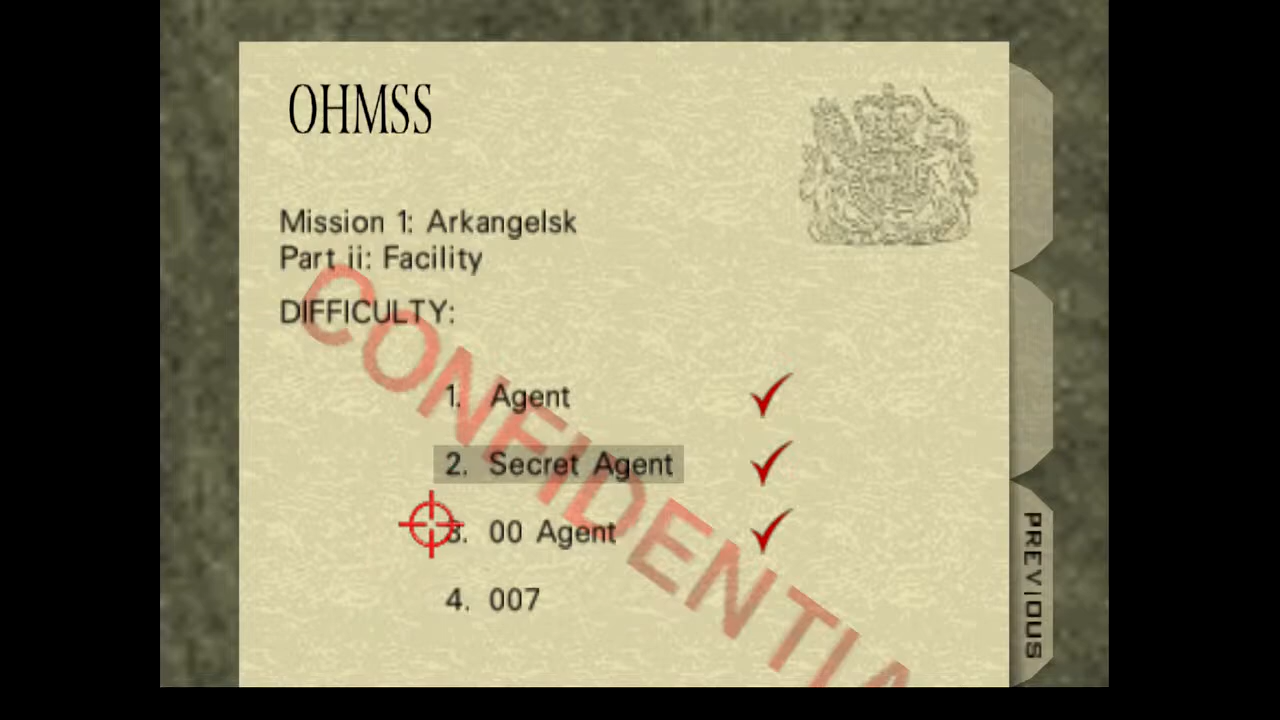 OHMSS
Mission 1: Arkangelsk
Part ii: Facility
DIFFICULTY:
1. Agent
2. Secret Agent
3. 00 Agent
4. 007
CONFIDENTIA
PREVIOUS